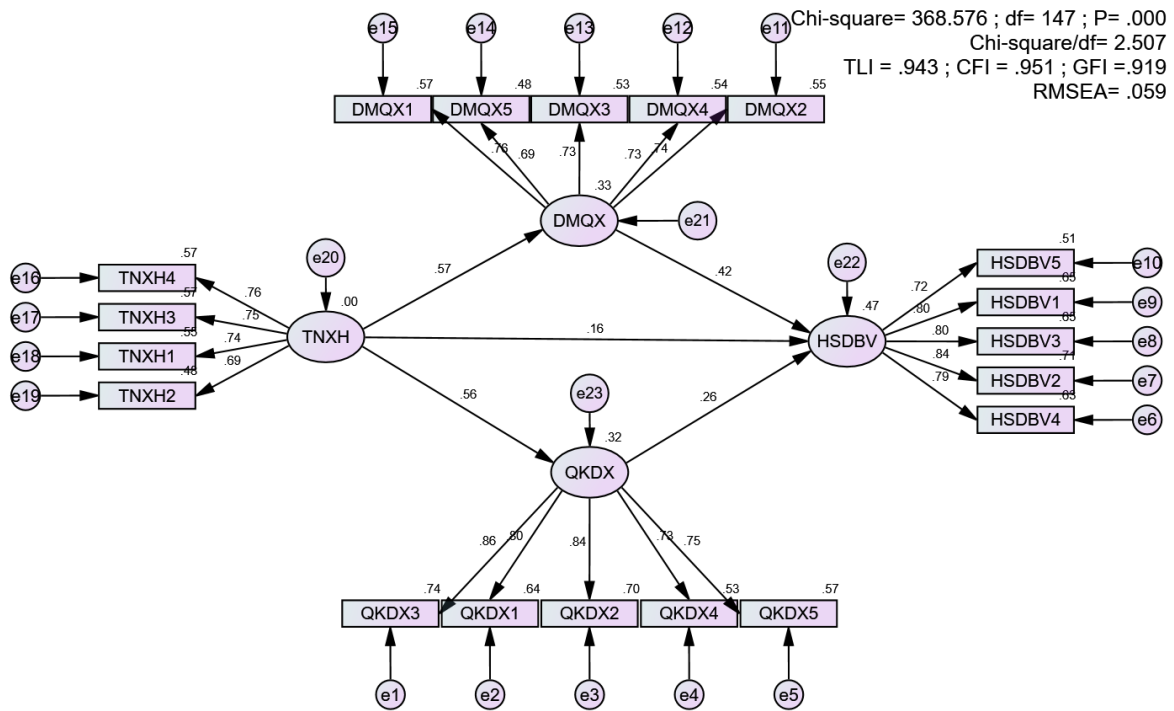 Chi-square= 368.576 ; df= 147 ; P= .000
Chi-square/df= 2.507
TLI = .943 ; CFI = .951 ; GFI =.919
RMSEA= .059
e15 e14 e13 e12 e11
.57 .48 .53 .54 .55
DMQX1 DMQX5 DMQX3 DMQX4 DMQX2
.76 .69 .73 .73 .74
.33
DMQX e21
e20 e22
.57 .42
.00 .47
e16 TNXH4 .57
e17 TNXH3 .57
e18 TNXH1 .55
e19 TNXH2 .48
.76
.75
.74
.69
TNXH .16 HSDBV
.72
.80
.80
.84
.79
.51 HSDBV5 e10
.65 HSDBV1 e9
.65 HSDBV3 e8
.71 HSDBV2 e7
.63 HSDBV4 e6
.56 e23 .26
.32
QKDX
.86 .80 .84 .73 .75
.74 .64 .70 .53 .57
QKDX3 QKDX1 QKDX2 QKDX4 QKDX5
e1 e2 e3 e4 e5